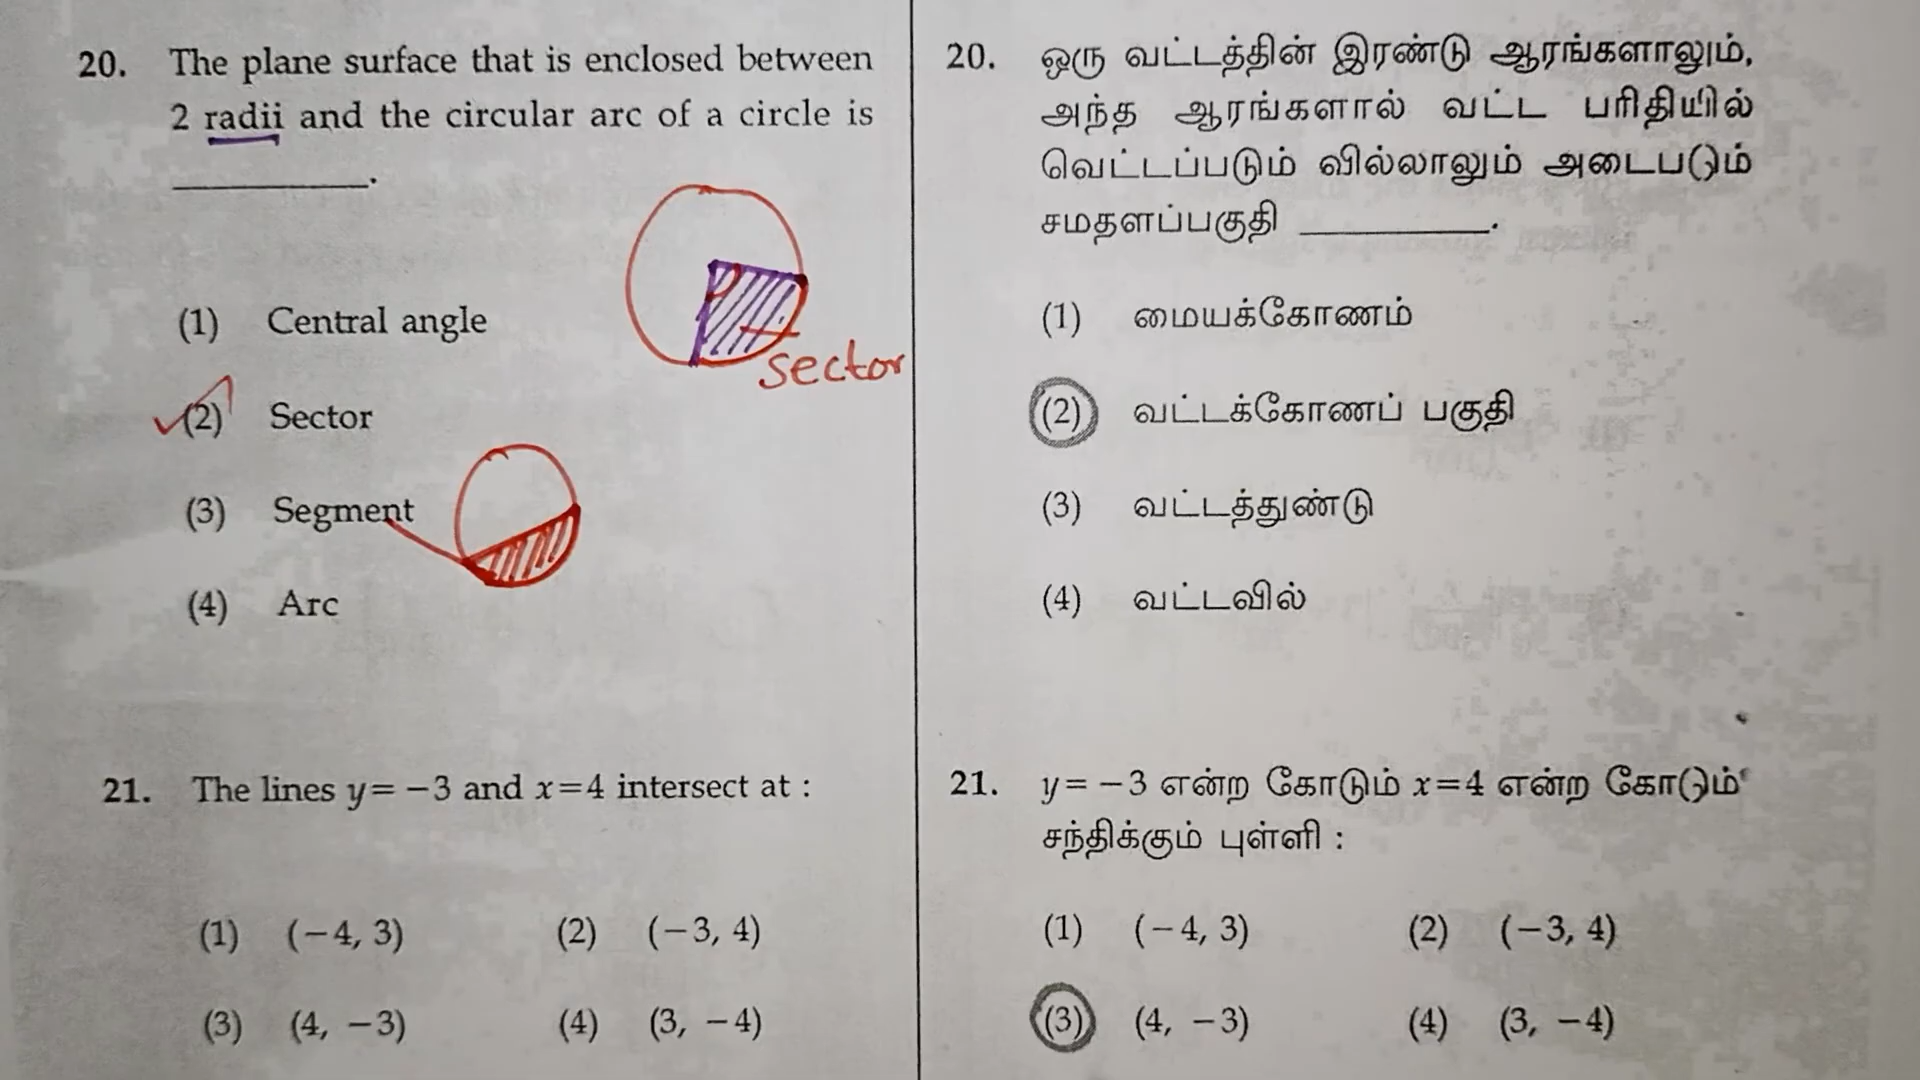 20. The plane surface that is enclosed between
2 radii and the circular arc of a circle is
__________.
(1) Central angle
(2) Sector
(3) Segment
(4) Arc
sector
21. The lines y= −3 and x=4 intersect at :
(1) (−4, 3) (2) (−3, 4)
(3) (4, −3) (4) (3, −4)
20. ஒரு வட்டத்தின் இரண்டு ஆரங்களாலும்,
அந்த ஆரங்களால் வட்ட பரிதியில்
வெட்டப்படும் வில்லாலும் அடைபடும்
சமதளப்பகுதி __________.
(1) மையக்கோணம்
(2) வட்டக்கோணப் பகுதி
(3) வட்டத்துண்டு
(4) வட்டவில்
21. y= −3 என்ற கோடும் x=4 என்ற கோடும்
சந்திக்கும் புள்ளி :
(1) (−4, 3) (2) (−3, 4)
(3) (4, −3) (4) (3, −4)